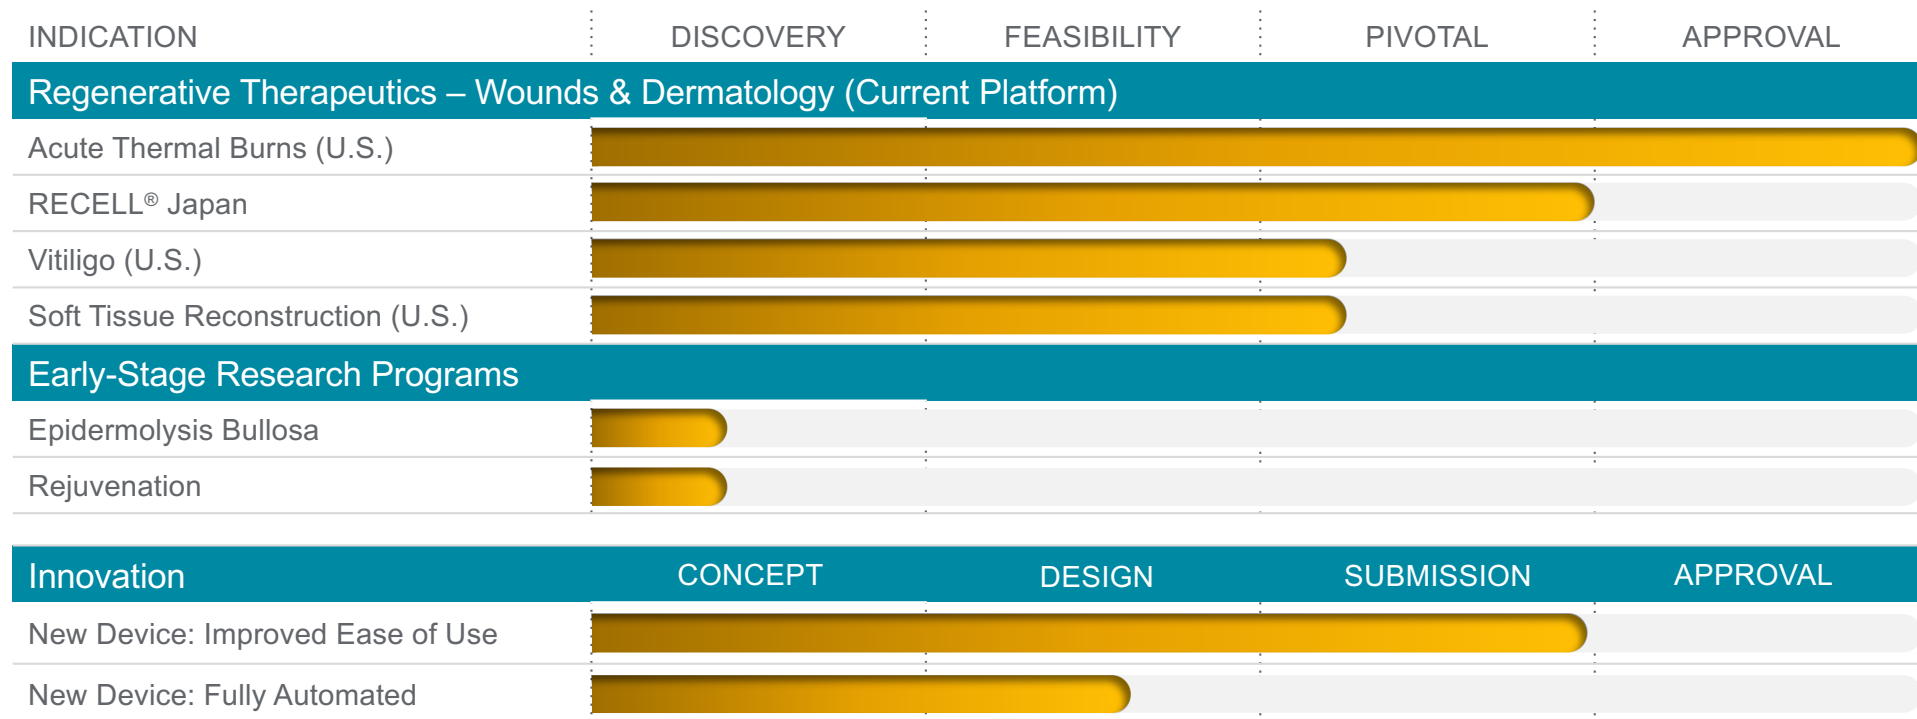 INDICATION DISCOVERY FEASIBILITY PIVOTAL APPROVAL
Regenerative Therapeutics – Wounds & Dermatology (Current Platform)
Acute Thermal Burns (U.S.)
RECELL® Japan
Vitiligo (U.S.)
Soft Tissue Reconstruction (U.S.)
Early-Stage Research Programs
Epidermolysis Bullosa
Rejuvenation
Innovation CONCEPT DESIGN SUBMISSION APPROVAL
New Device: Improved Ease of Use
New Device: Fully Automated